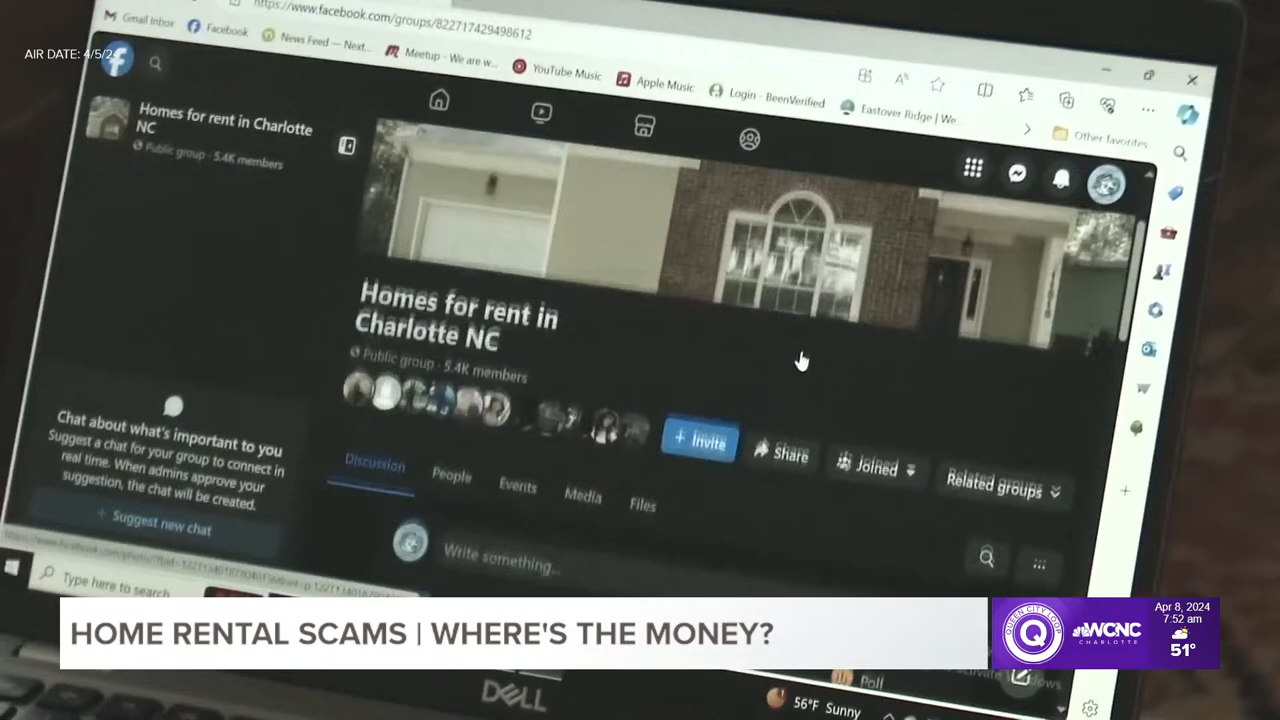 https://www.facebook.com/groups/822717429498612
Gmail Inbox
Facebook
News Feed — Next...
Meetup - We are w...
YouTube Music
Apple Music
Login - BeenVerified
Eastover Ridge | We...
Other favorites
AIR DATE: 4/5/24
Homes for rent in Charlotte
NC
Public group · 5.4K members
Homes for rent in
Charlotte NC
Public group · 5.4K members
+ Invite
Share
Joined
Related groups
Chat about what's important to you
Suggest a chat for your group to connect in
real time. When admins approve your
suggestion, the chat will be created.
+ Suggest new chat
Discussion
People
Events
Media
Files
Write something...
Type here to search
HOME RENTAL SCAMS | WHERE'S THE MONEY?
QUEEN CITY LOOP
Q
WCNC
CHARLOTTE
Apr 8, 2024
7:52 am
51°
Poll
DELL
56°F Sunny